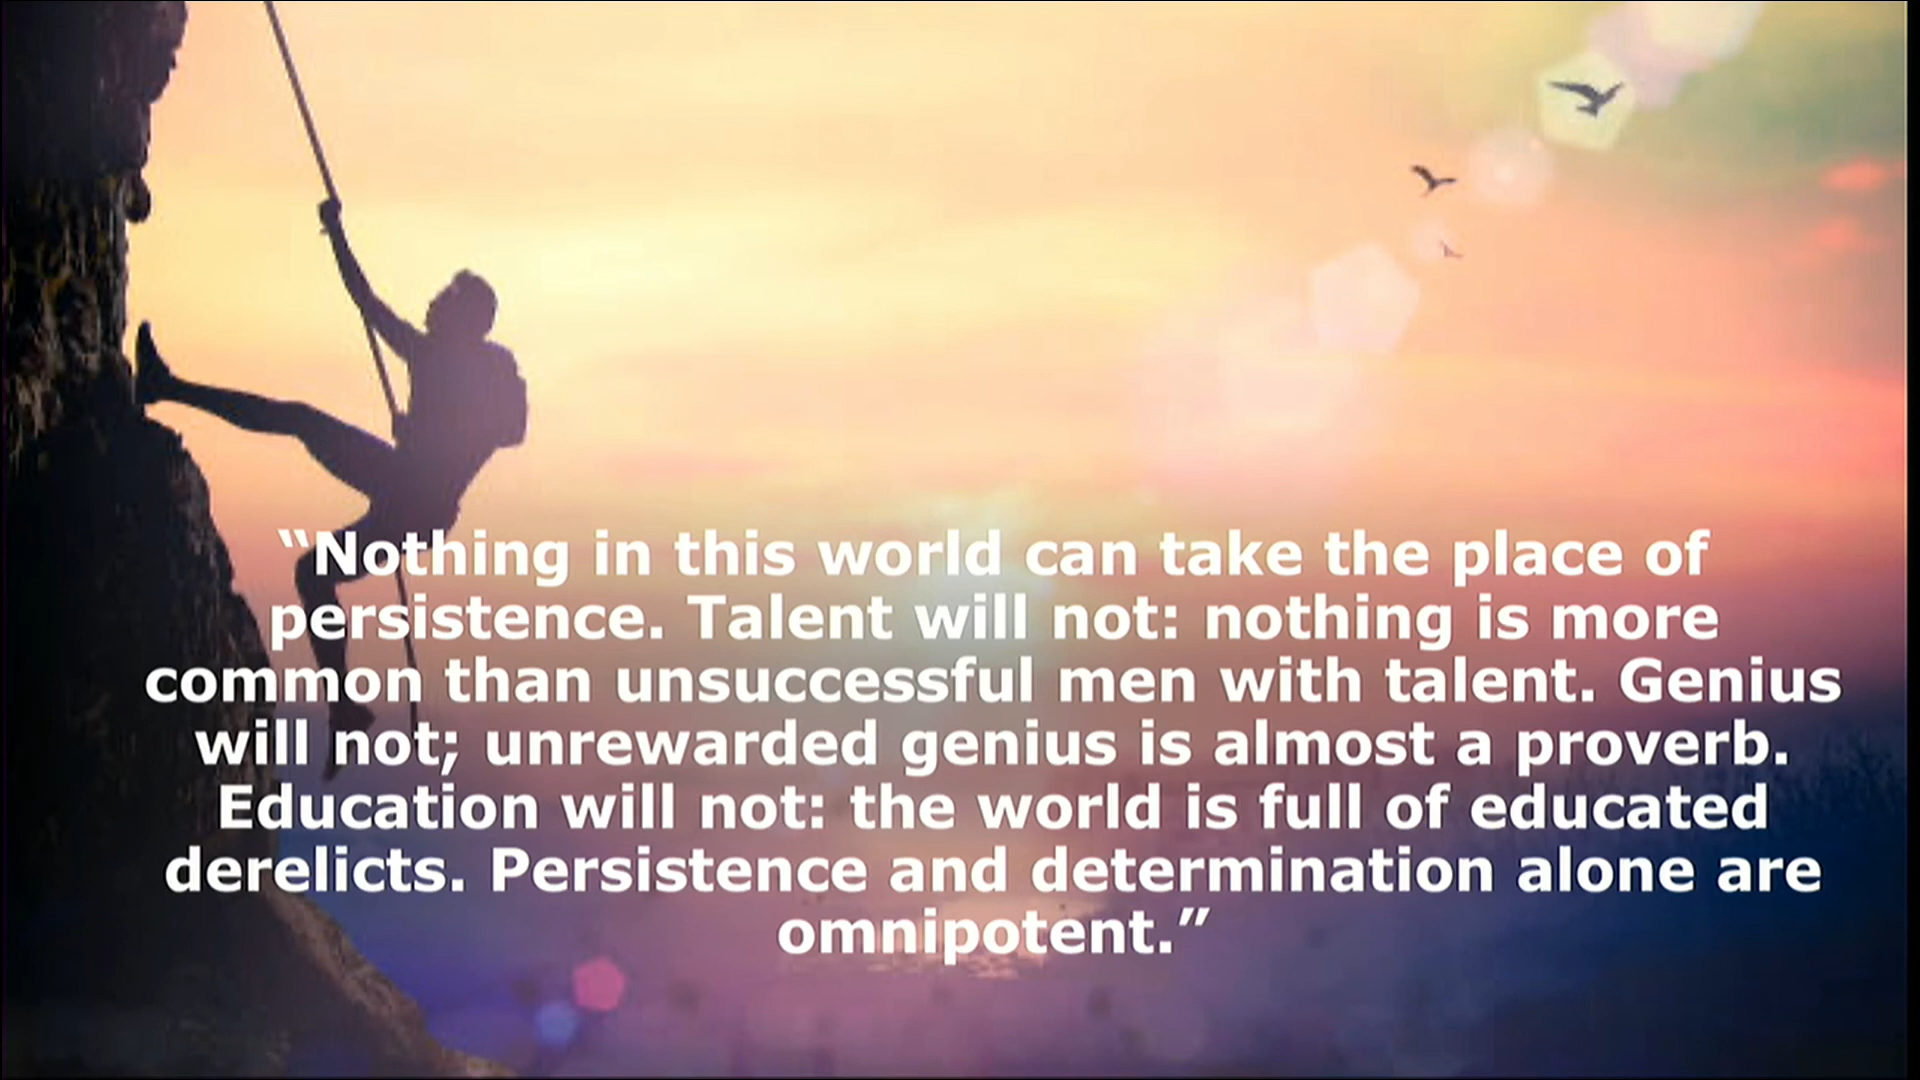 “Nothing in this world can take the place of
persistence. Talent will not: nothing is more
common than unsuccessful men with talent. Genius
will not; unrewarded genius is almost a proverb.
Education will not: the world is full of educated
derelicts. Persistence and determination alone are
omnipotent.”